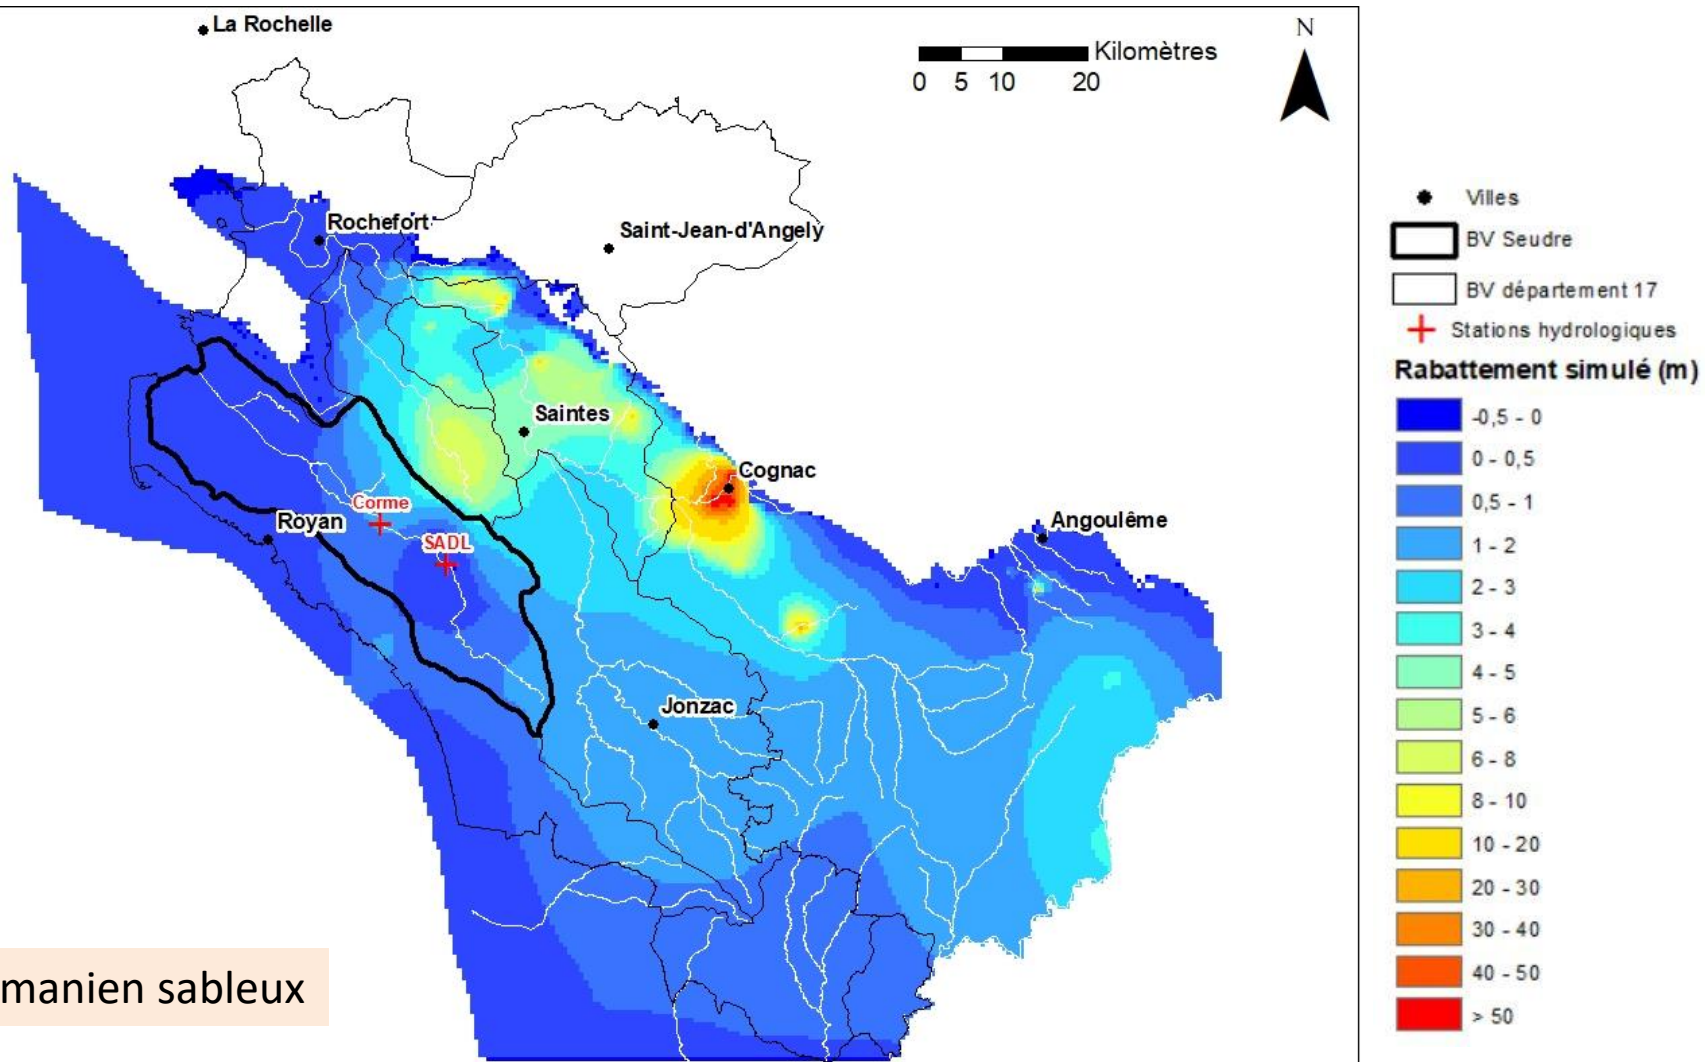 La Rochelle
Kilomètres
0 5 10 20
N
Rochefort
Saint-Jean-d'Angely
Saintes
Cognac
Corme
Royan
SADL
Angoulême
Jonzac
manien sableux
Villes
BV Seudre
BV département 17
Stations hydrologiques
Rabattement simulé (m)
-0,5 - 0
0 - 0,5
0,5 - 1
1 - 2
2 - 3
3 - 4
4 - 5
5 - 6
6 - 8
8 - 10
10 - 20
20 - 30
30 - 40
40 - 50
> 50